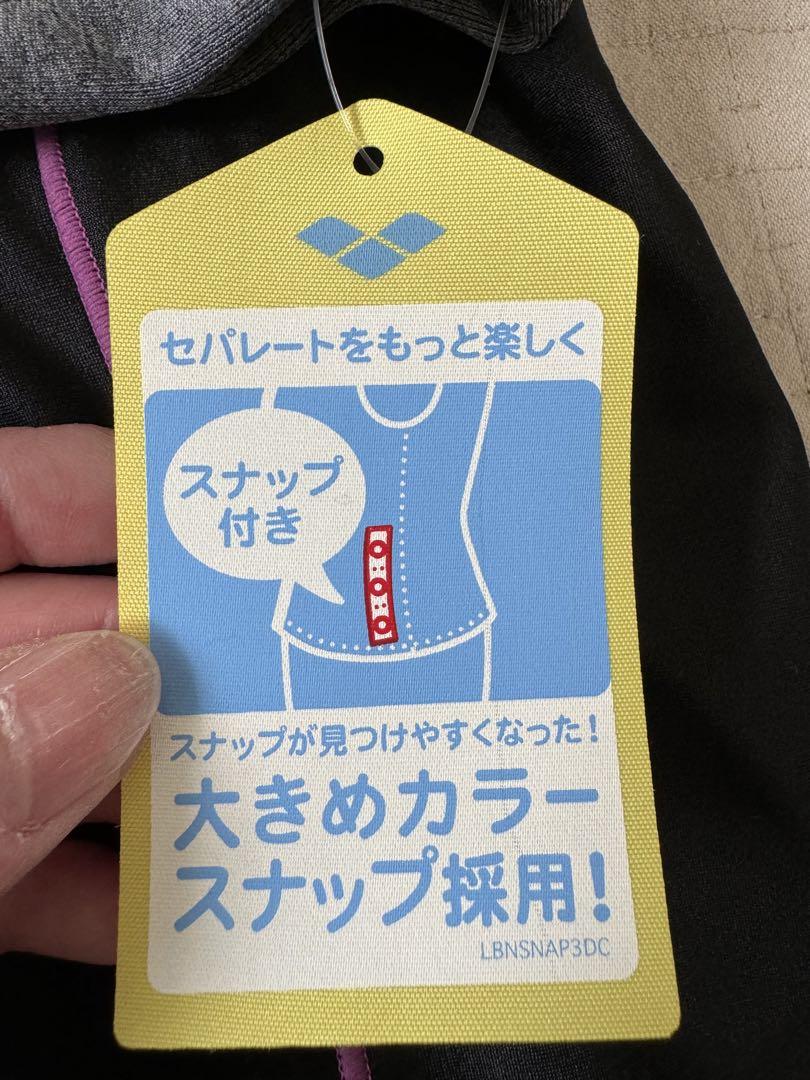 セパレートをもっと楽しく
スナップ
付き
スナップが見つけやすくなった!
大きめカラー
スナップ採用!
LBNSNAP3DC